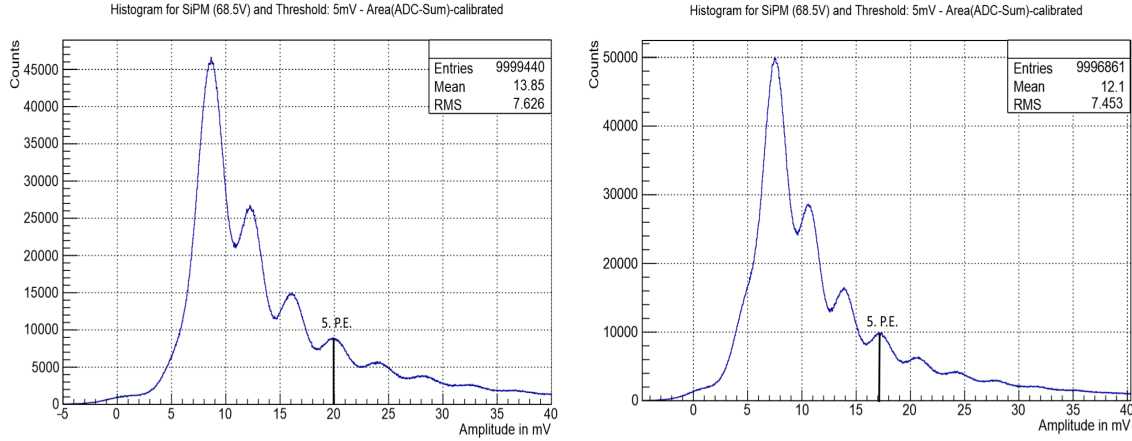 Histogram for SiPM (68.5V) and Threshold: 5mV - Area(ADC-Sum)-calibrated
Counts
45000
40000
35000
30000
25000
20000
15000
10000
5000
0
Entries 9999440
Mean 13.85
RMS 7.626
5. P.E.
−5 0 5 10 15 20 25 30 35 40
Amplitude in mV
Histogram for SiPM (68.5V) and Threshold: 5mV - Area(ADC-Sum)-calibrated
Counts
50000
40000
30000
20000
10000
0
Entries 9996861
Mean 12.1
RMS 7.453
5. P.E.
0 5 10 15 20 25 30 35 40
Amplitude in mV